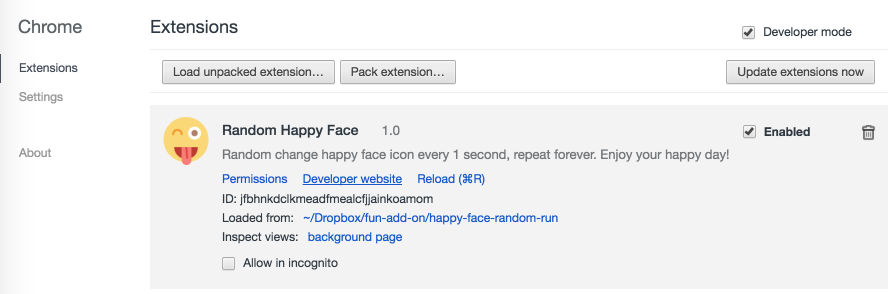 Chrome
Extensions
Developer mode
Extensions
Settings
About
Load unpacked extension…
Pack extension…
Update extensions now
Random Happy Face 1.0
Enabled
Random change happy face icon every 1 second, repeat forever. Enjoy your happy day!
Permissions Developer website Reload (⌘R)
ID: jfbhnkdclkmeadfmealcfjjainkoamom
Loaded from: ~/Dropbox/fun-add-on/happy-face-random-run
Inspect views: background page
Allow in incognito